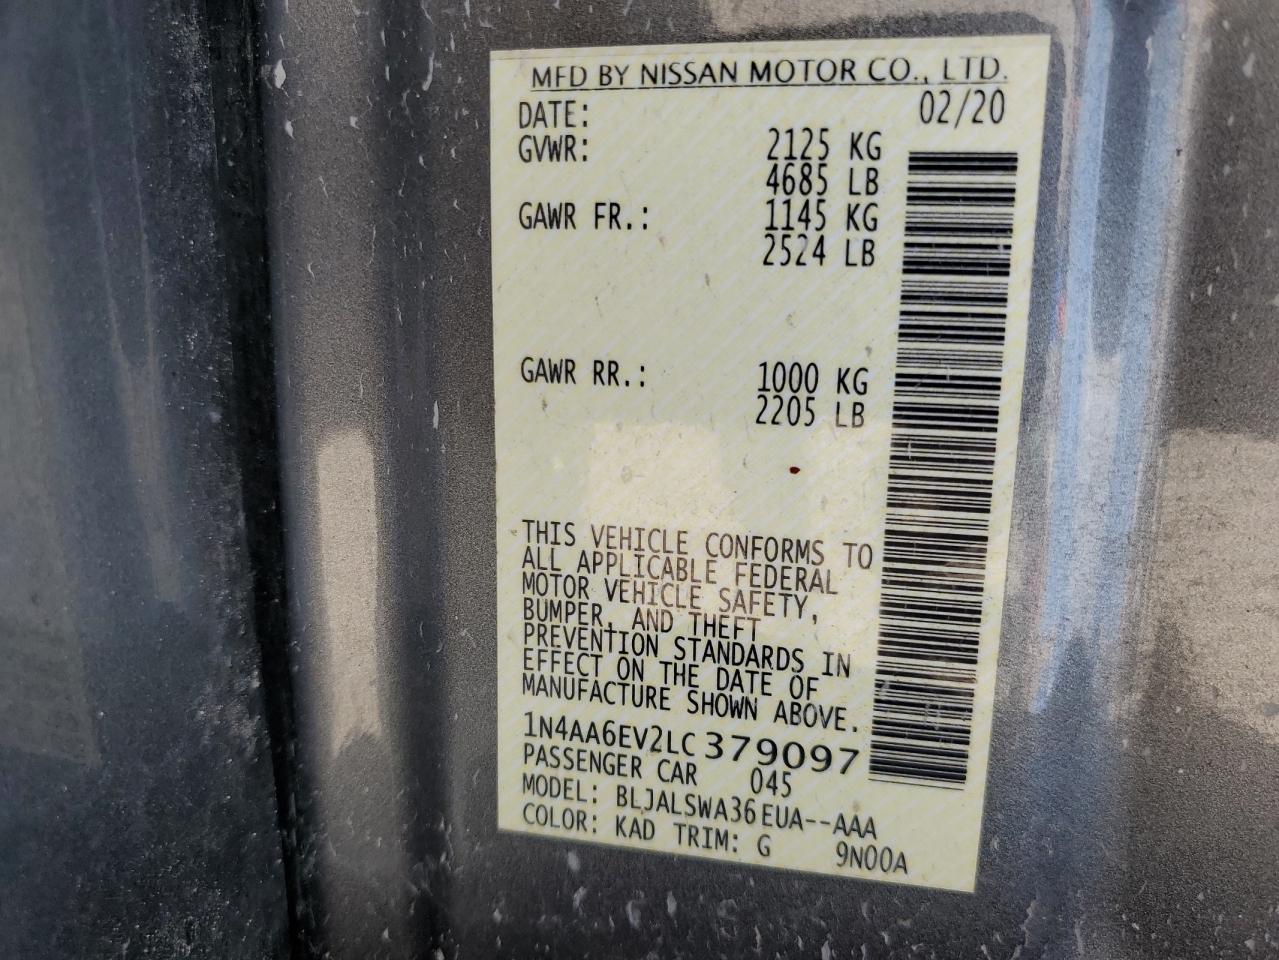 MFD BY NISSAN MOTOR CO., LTD.
DATE: 02/20
GVWR: 2125 KG
4685 LB
GAWR FR.: 1145 KG
2524 LB
GAWR RR.: 1000 KG
2205 LB
THIS VEHICLE CONFORMS TO
ALL APPLICABLE FEDERAL
MOTOR VEHICLE SAFETY,
BUMPER, AND THEFT
PREVENTION STANDARDS IN
EFFECT ON THE DATE OF
MANUFACTURE SHOWN ABOVE.
1N4AA6EV2LC379097
PASSENGER CAR 045
MODEL: BLJALSWA36EUA--AAA
COLOR: KAD TRIM: G 9N00A